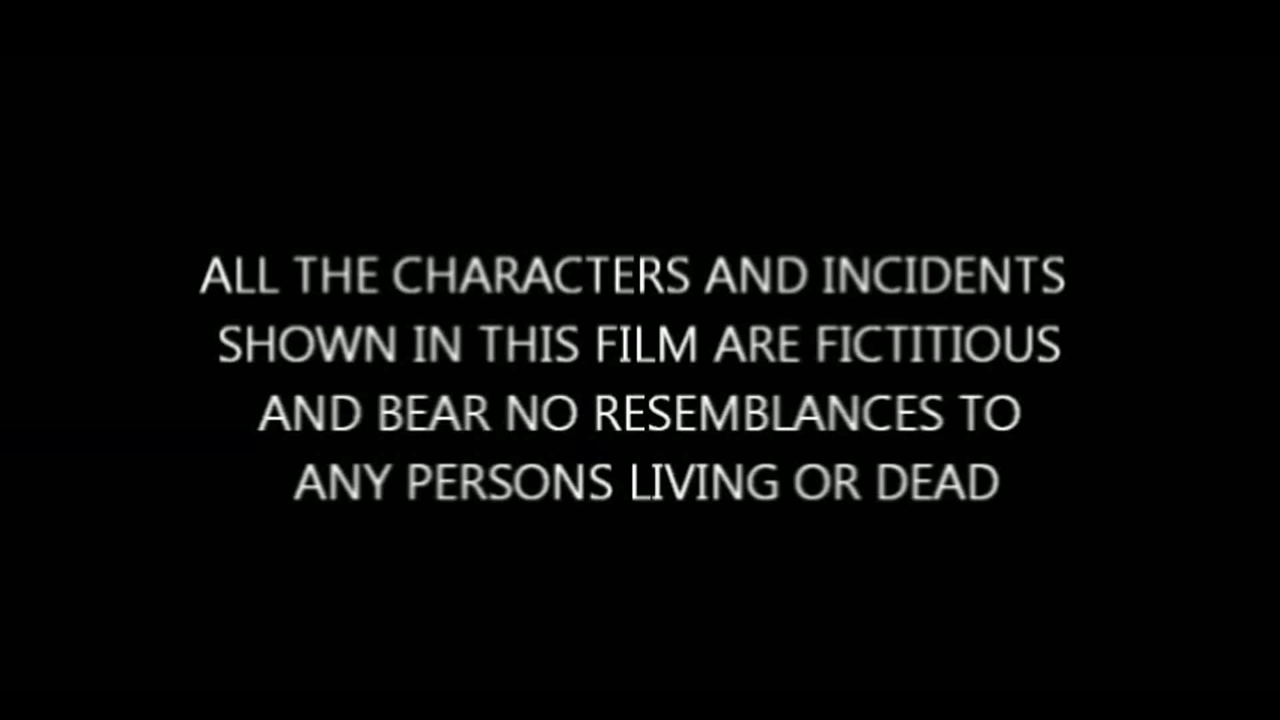 ALL THE CHARACTERS AND INCIDENTS
SHOWN IN THIS FILM ARE FICTITIOUS
AND BEAR NO RESEMBLANCES TO
ANY PERSONS LIVING OR DEAD